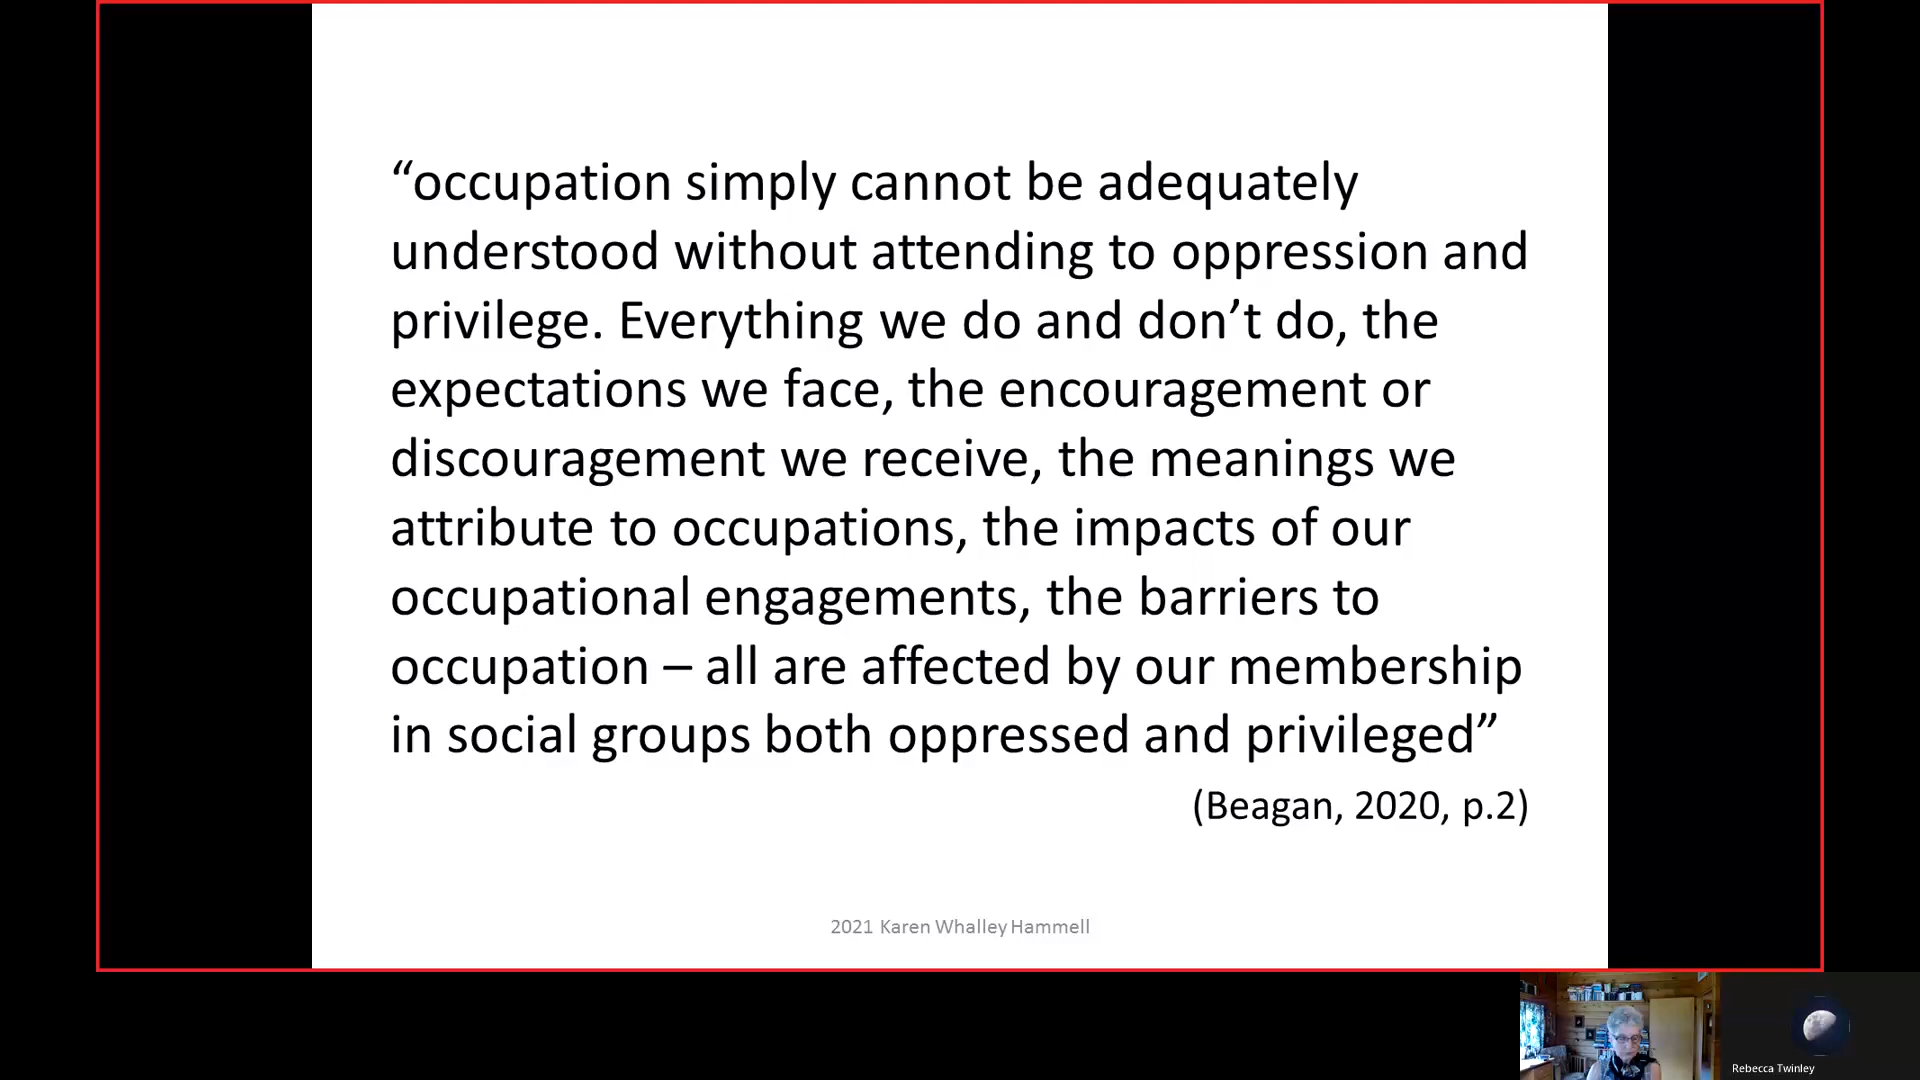 “occupation simply cannot be adequately
understood without attending to oppression and
privilege. Everything we do and don’t do, the
expectations we face, the encouragement or
discouragement we receive, the meanings we
attribute to occupations, the impacts of our
occupational engagements, the barriers to
occupation – all are affected by our membership
in social groups both oppressed and privileged”
(Beagan, 2020, p.2)
2021 Karen Whalley Hammell
Rebecca Twinley